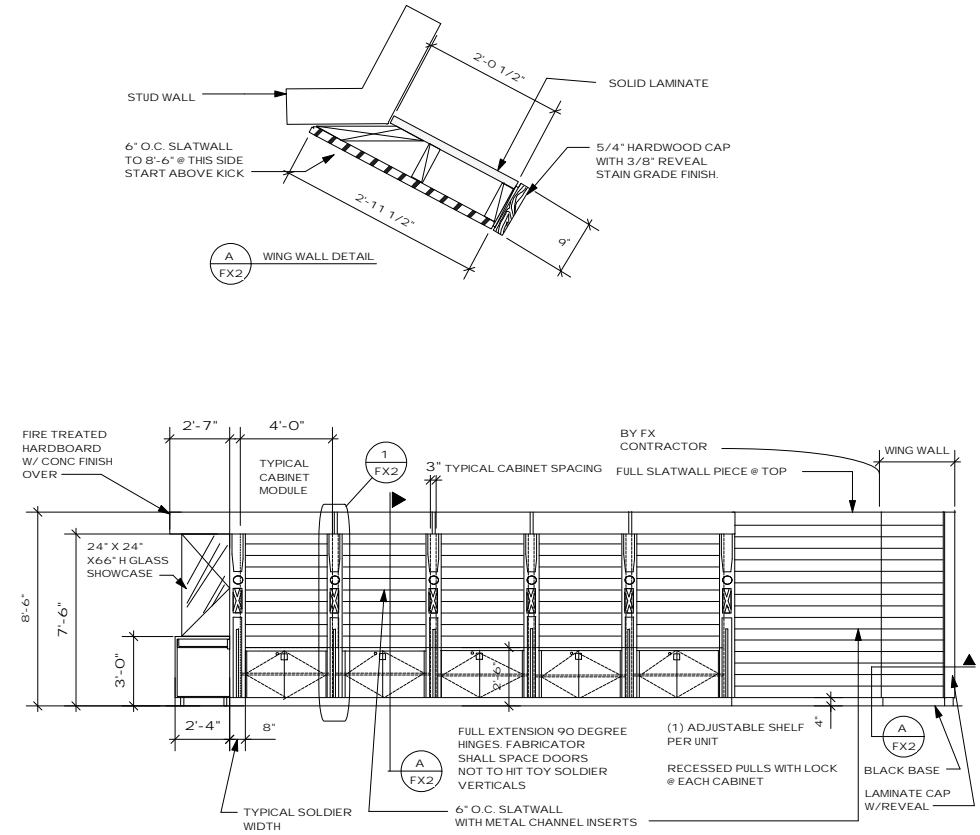 2'-0 1/2"
SOLID LAMINATE
STUD WALL
6" O.C. SLATWALL
TO 8'-6" @ THIS SIDE
START ABOVE KICK
5/4" HARDWOOD CAP
WITH 3/8" REVEAL
STAIN GRADE FINISH.
2'-11 1/2"
9"
A
FX2
WING WALL DETAIL
FIRE TREATED
HARDBOARD
W/ CONC FINISH
OVER
2'-7"
4'-0"
TYPICAL
CABINET
MODULE
1
FX2
3" TYPICAL CABINET SPACING
BY FX
CONTRACTOR
FULL SLATWALL PIECE @ TOP
WING WALL
24" X 24"
X66" H GLASS
SHOWCASE
8'-6"
7'-6"
3'-0"
2'-6"
2'-4"
8"
4"
A
FX2
FULL EXTENSION 90 DEGREE
HINGES. FABRICATOR
SHALL SPACE DOORS
NOT TO HIT TOY SOLDIER
VERTICALS
(1) ADJUSTABLE SHELF
PER UNIT
RECESSED PULLS WITH LOCK
@ EACH CABINET
A
FX2
BLACK BASE
LAMINATE CAP
W/REVEAL
TYPICAL SOLDIER
WIDTH
6" O.C. SLATWALL
WITH METAL CHANNEL INSERTS